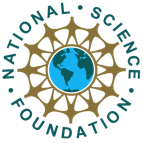 NATIONAL • SCIENCE
• FOUNDATION •